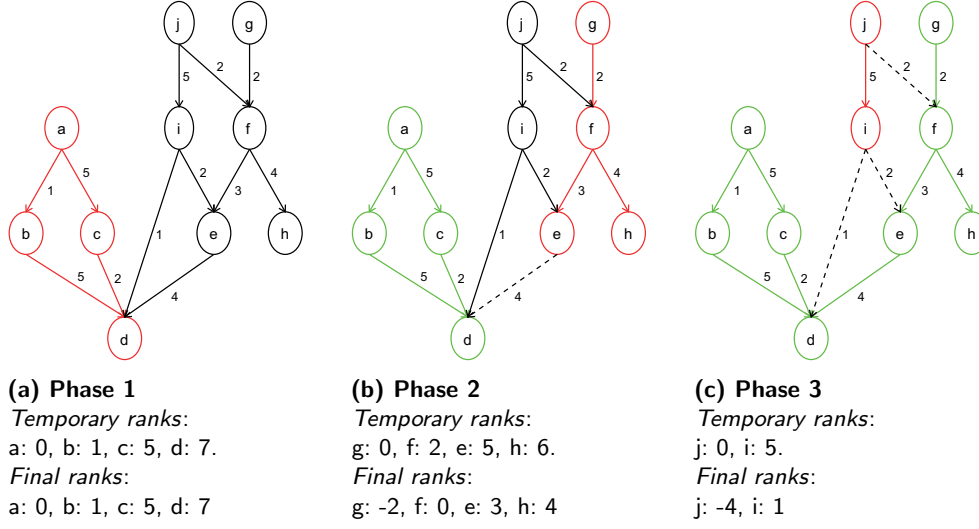 j
g
5
2
2
a
i
f
1
5
2
3
4
b
c
e
h
1
5
2
4
d
j
g
5
2
2
a
i
f
1
5
2
3
4
b
c
e
h
1
5
2
4
d
j
g
5
2
2
a
i
f
1
5
2
3
4
b
c
e
h
1
5
2
4
d
(a) Phase 1
Temporary ranks:
a: 0, b: 1, c: 5, d: 7.
Final ranks:
a: 0, b: 1, c: 5, d: 7
(b) Phase 2
Temporary ranks:
g: 0, f: 2, e: 5, h: 6.
Final ranks:
g: -2, f: 0, e: 3, h: 4
(c) Phase 3
Temporary ranks:
j: 0, i: 5.
Final ranks:
j: -4, i: 1